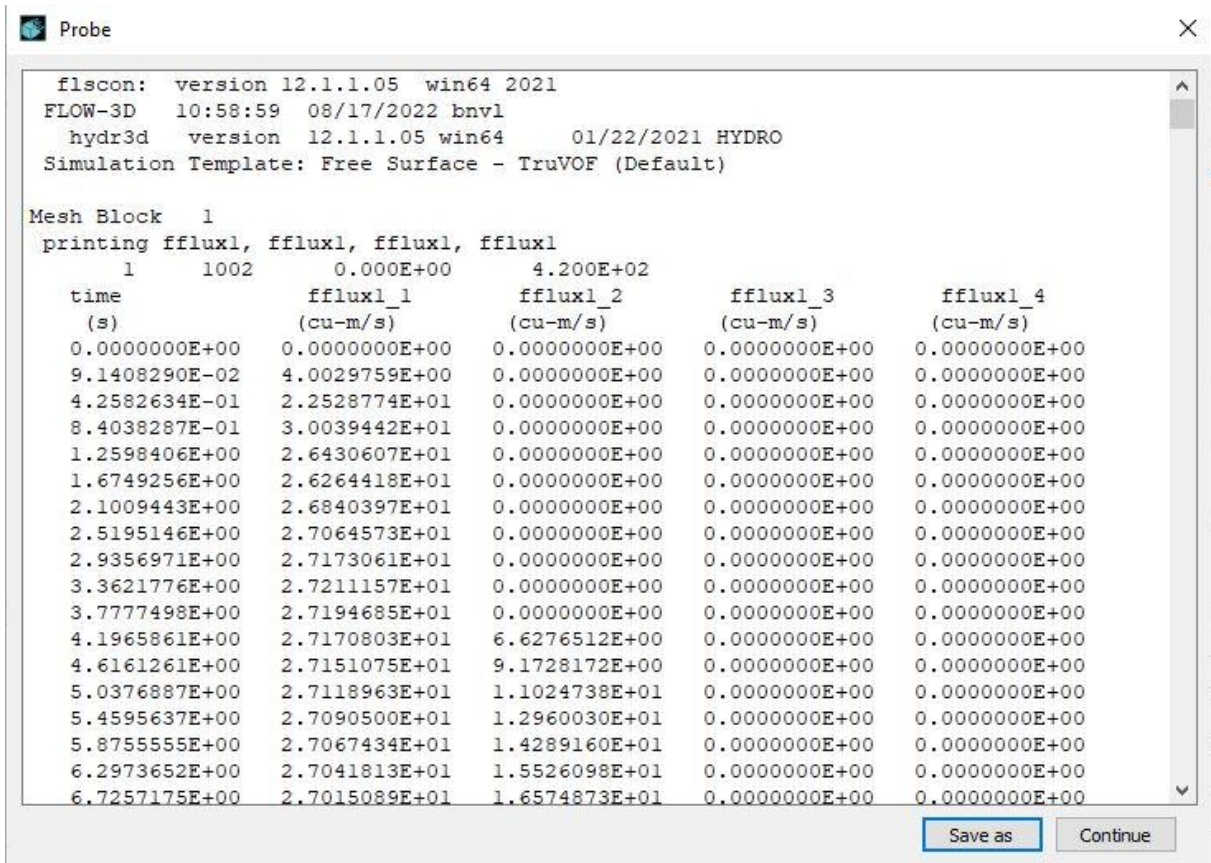 Probe
flscon: version 12.1.1.05 win64 2021
FLOW-3D 10:58:59 08/17/2022 bnvl
hydr3d version 12.1.1.05 win64 01/22/2021 HYDRO
Simulation Template: Free Surface - TruVOF (Default)
Mesh Block 1
printing fflux1, fflux1, fflux1, fflux1
1 1002 0.000E+00 4.200E+02
time fflux1_1 fflux1_2 fflux1_3 fflux1_4
(s) (cu-m/s) (cu-m/s) (cu-m/s) (cu-m/s)
0.0000000E+00 0.0000000E+00 0.0000000E+00 0.0000000E+00 0.0000000E+00
9.1408290E-02 4.0029759E+00 0.0000000E+00 0.0000000E+00 0.0000000E+00
4.2582634E-01 2.2528774E+01 0.0000000E+00 0.0000000E+00 0.0000000E+00
8.4038287E-01 3.0039442E+01 0.0000000E+00 0.0000000E+00 0.0000000E+00
1.2598406E+00 2.6430607E+01 0.0000000E+00 0.0000000E+00 0.0000000E+00
1.6749256E+00 2.6264418E+01 0.0000000E+00 0.0000000E+00 0.0000000E+00
2.1009443E+00 2.6840397E+01 0.0000000E+00 0.0000000E+00 0.0000000E+00
2.5195146E+00 2.7064573E+01 0.0000000E+00 0.0000000E+00 0.0000000E+00
2.9356971E+00 2.7173061E+01 0.0000000E+00 0.0000000E+00 0.0000000E+00
3.3621776E+00 2.7211157E+01 0.0000000E+00 0.0000000E+00 0.0000000E+00
3.7777498E+00 2.7194685E+01 0.0000000E+00 0.0000000E+00 0.0000000E+00
4.1965861E+00 2.7170803E+01 6.6276512E+00 0.0000000E+00 0.0000000E+00
4.6161261E+00 2.7151075E+01 9.1728172E+00 0.0000000E+00 0.0000000E+00
5.0376887E+00 2.7118963E+01 1.1024738E+01 0.0000000E+00 0.0000000E+00
5.4595637E+00 2.7090500E+01 1.2960030E+01 0.0000000E+00 0.0000000E+00
5.8755555E+00 2.7067434E+01 1.4289160E+01 0.0000000E+00 0.0000000E+00
6.2973652E+00 2.7041813E+01 1.5526098E+01 0.0000000E+00 0.0000000E+00
6.7257175E+00 2.7015089E+01 1.6574873E+01 0.0000000E+00 0.0000000E+00
Save as Continue